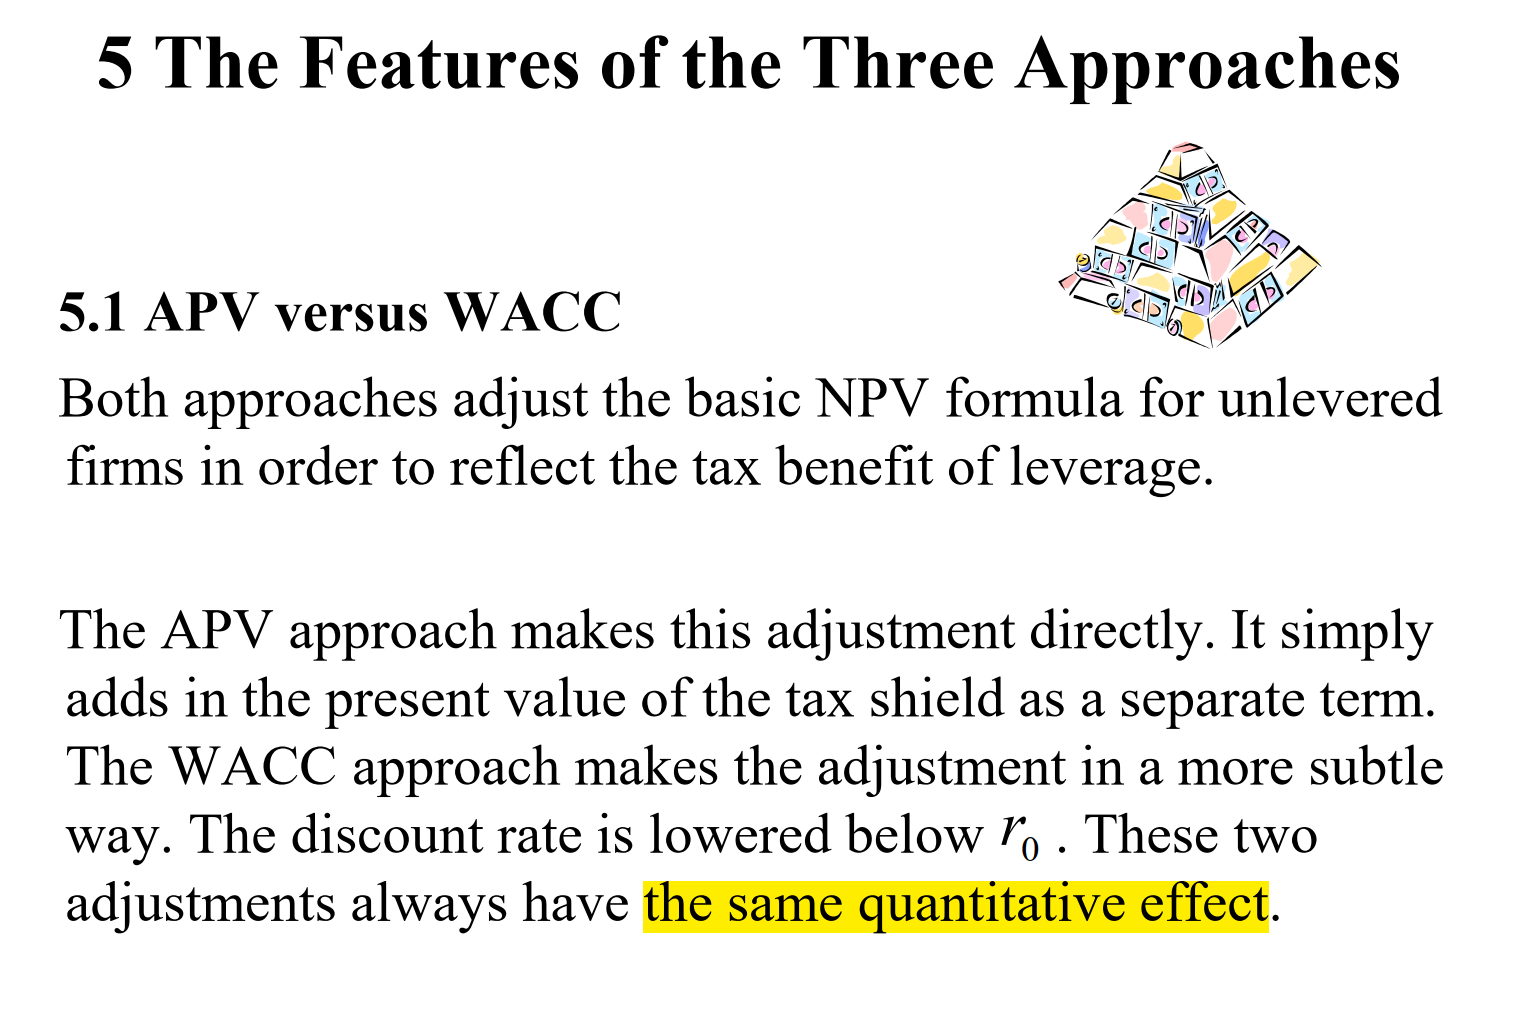 5 The Features of the Three Approaches
5.1 APV versus WACC
Both approaches adjust the basic NPV formula for unlevered
firms in order to reflect the tax benefit of leverage.
The APV approach makes this adjustment directly. It simply
adds in the present value of the tax shield as a separate term.
The WACC approach makes the adjustment in a more subtle
way. The discount rate is lowered below r₀ . These two
adjustments always have the same quantitative effect.